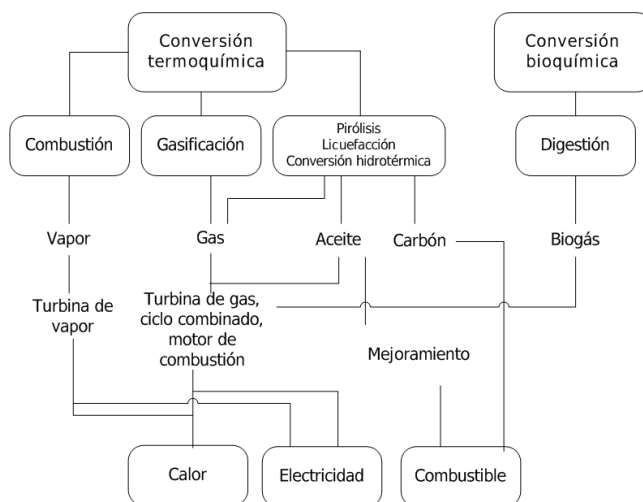 Conversión
termoquímica
Conversión
bioquímica
Combustión
Gasificación
Pirólisis
Licuefacción
Conversión hidrotérmica
Digestión
Vapor
Gas
Aceite
Carbón
Biogás
Turbina de
vapor
Turbina de gas,
ciclo combinado,
motor de
combustión
Mejoramiento
Calor
Electricidad
Combustible